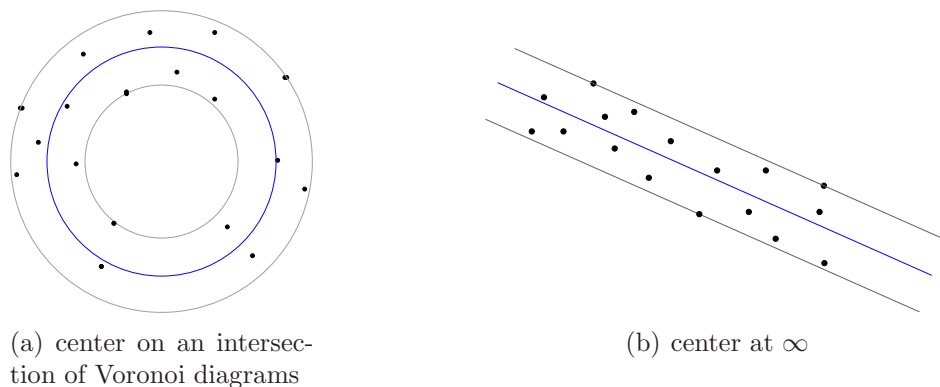 (a) center on an intersec-
tion of Voronoi diagrams
(b) center at ∞